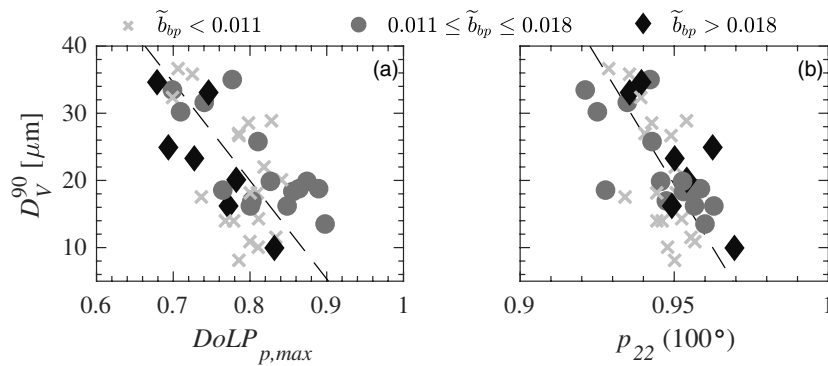 b̃bp < 0.011 0.011 ≤ b̃bp ≤ 0.018 b̃bp > 0.018
40 30 20 10
D_V^90 [μm]
(a)
0.6 0.7 0.8 0.9 1
DoLP_p,max
(b)
0.9 0.95 1
p_22 (100°)